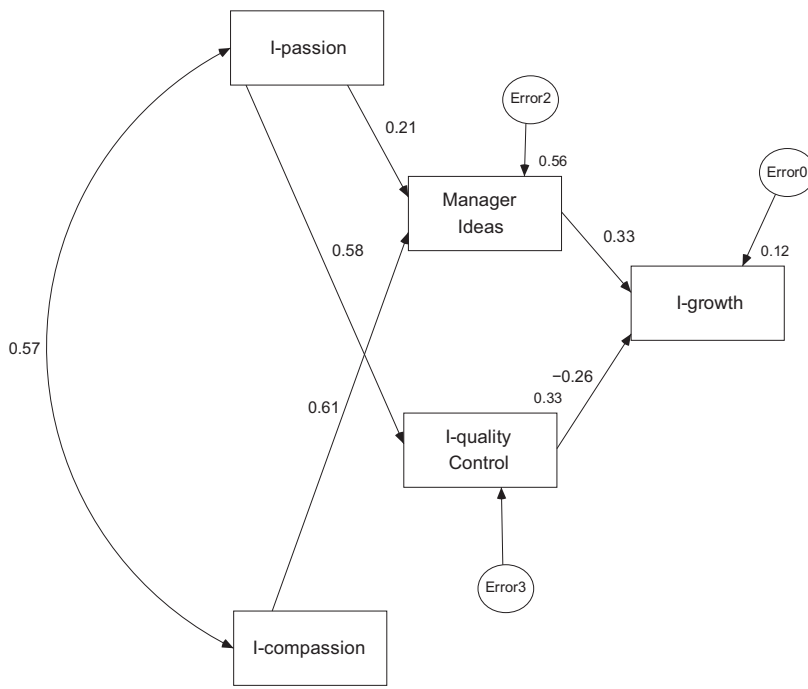 I-passion
Error2
0.21
0.56
Error0
Manager
Ideas
0.58
0.33
0.12
I-growth
0.57
−0.26
0.33
0.61
I-quality
Control
Error3
I-compassion